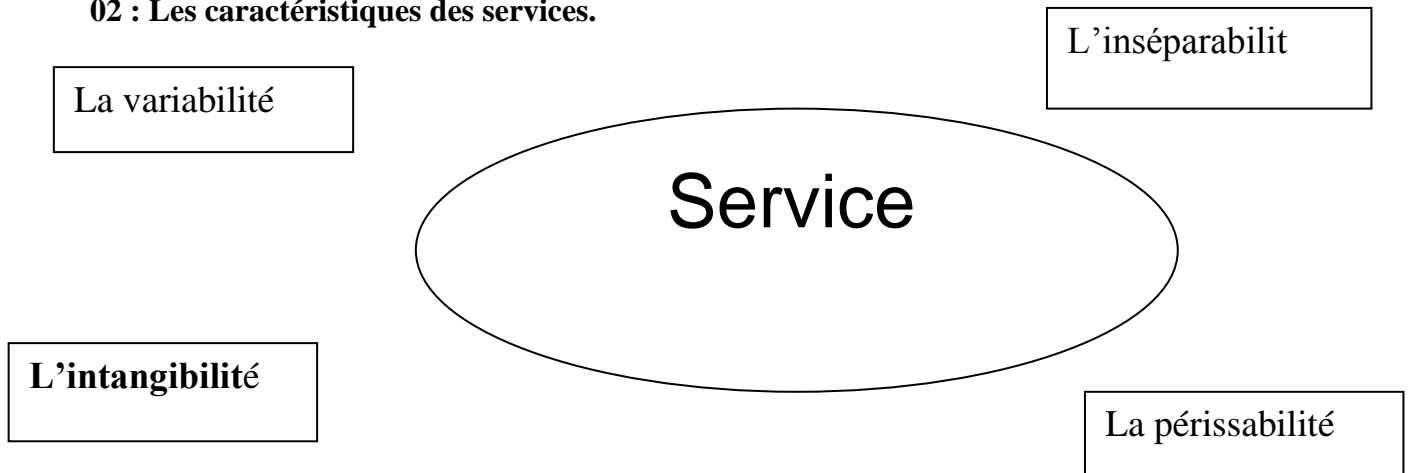 02 : Les caractéristiques des services.
L’inséparabilit
La variabilité
Service
L’intangibilité
La périssabilité